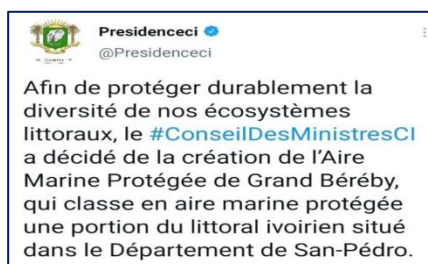 Presidenceci
@Presidenceci
Afin de protéger durablement la
diversité de nos écosystèmes
littoraux, le #ConseilDesMinistresCI
a décidé de la création de l'Aire
Marine Protégée de Grand Béréby,
qui classe en aire marine protégée
une portion du littoral ivoirien situé
dans le Département de San-Pédro.